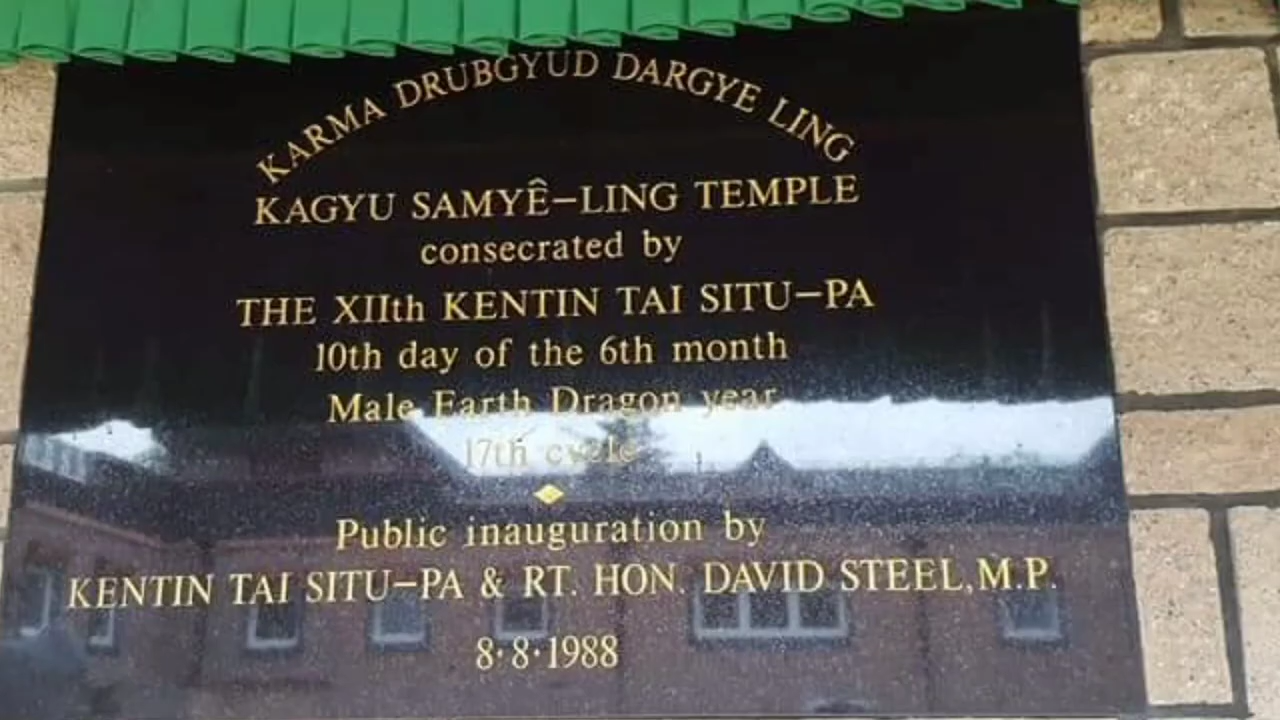 KARMA DRUBGYUD DARGYE LING
KAGYU SAMYÊ–LING TEMPLE
consecrated by
THE XIIth KENTIN TAI SITU–PA
10th day of the 6th month
Male Earth Dragon year
17th cycle
Public inauguration by
KENTIN TAI SITU–PA & RT. HON. DAVID STEEL, M.P.
8·8·1988